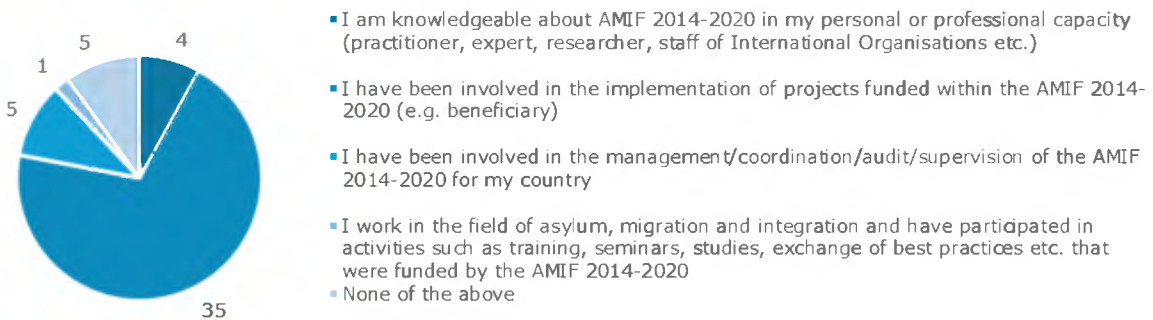 5
4
1
5
35
I am knowledgeable about AMIF 2014-2020 in my personal or professional capacity
(practitioner, expert, researcher, staff of International Organisations etc.)
I have been involved in the implementation of projects funded within the AMIF 2014-
2020 (e.g. beneficiary)
I have been involved in the management/coordination/audit/supervision of the AMIF
2014-2020 for my country
I work in the field of asylum, migration and integration and have participated in
activities such as training, seminars, studies, exchange of best practices etc. that
were funded by the AMIF 2014-2020
None of the above